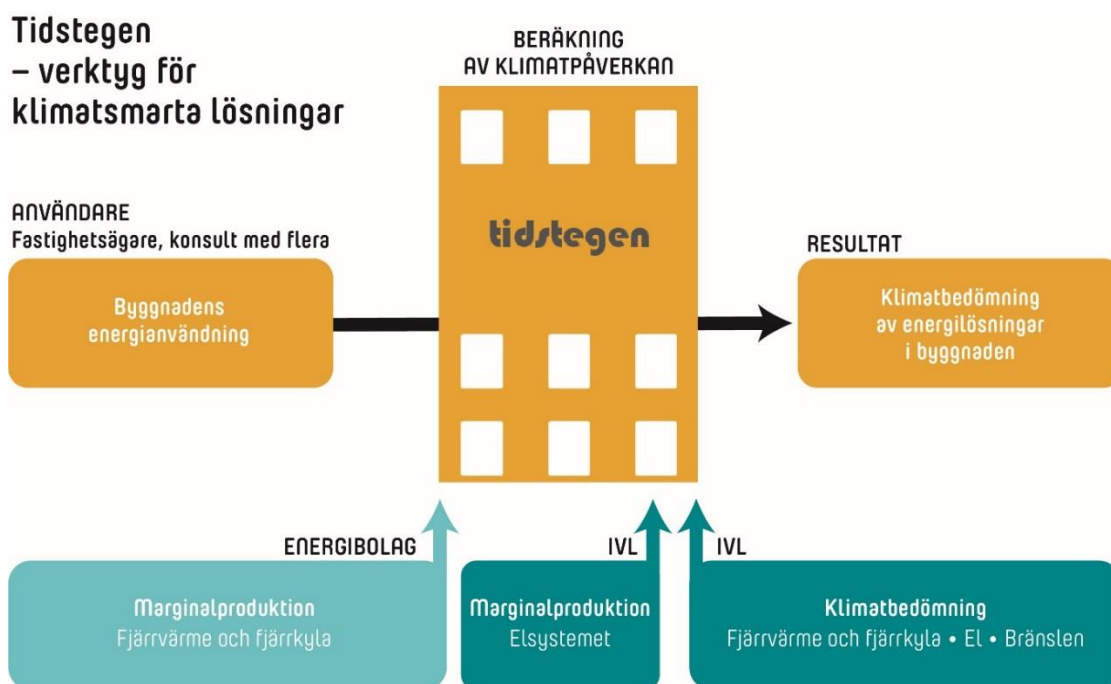 Tidstegen
– verktyg för
klimatsmarta lösningar
BERÄKNING
AV KLIMATPÅVERKAN
ANVÄNDARE
Fastighetsägare, konsult med flera
Byggnadens
energianvändning
tidstegen
RESULTAT
Klimatbedömning
av energilösningar
i byggnaden
ENERGIBOLAG
Marginalproduktion
Fjärrvärme och fjärrkyla
IVL
Marginalproduktion
Elsystemet
IVL
Klimatbedömning
Fjärrvärme och fjärrkyla • El • Bränslen